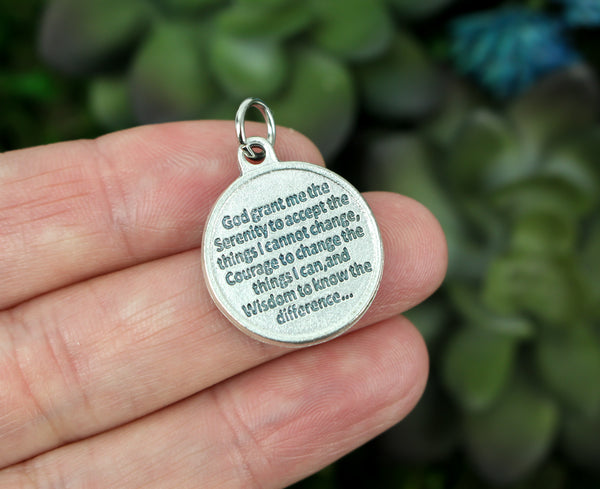 God grant me the
Serenity to accept the
things I cannot change,
Courage to change the
things I can,and
Wisdom to know the
difference...